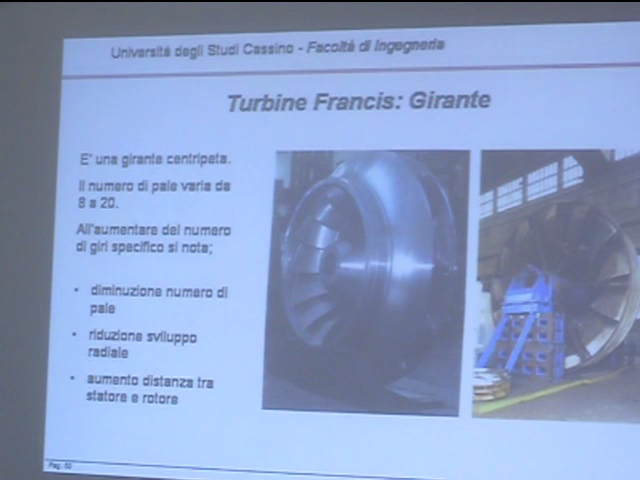 Università degli Studi Cassino - Facoltà di Ingegneria
Turbine Francis: Girante
E' una girante centripeta.
Il numero di pale varia da
8 a 20.
All'aumentare del numero
di giri specifico si nota;
• diminuzione numero di
pale
• riduzione sviluppo
radiale
• aumento distanza tra
statore e rotore
Pag. 50